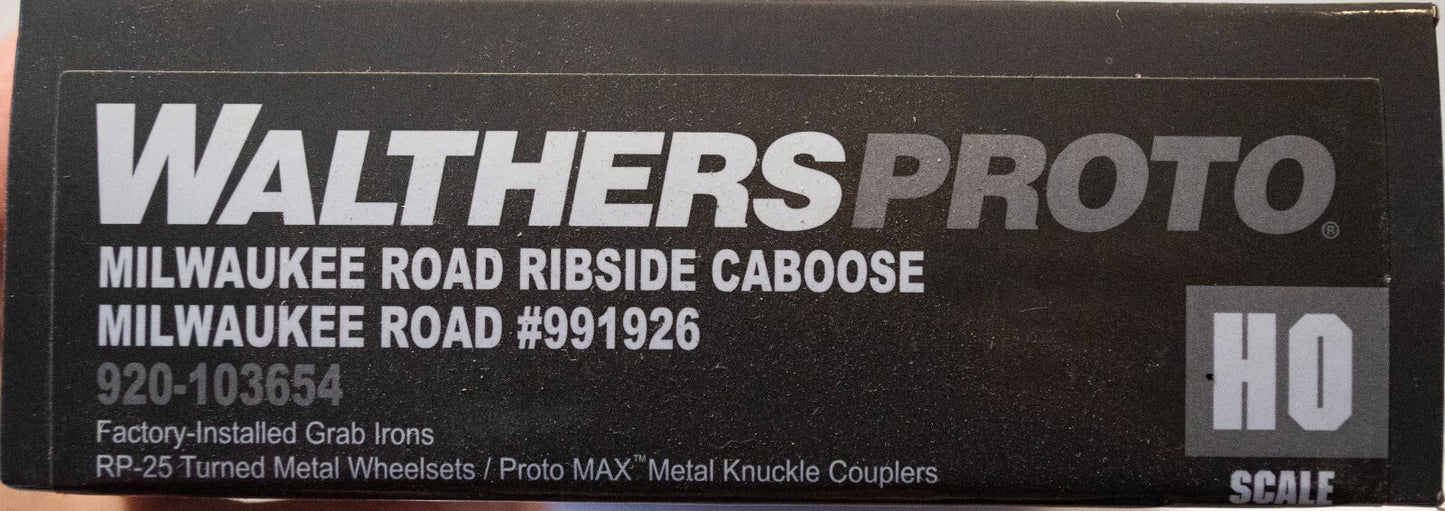 WALTHERSPROTO®
MILWAUKEE ROAD RIBSIDE CABOOSE
MILWAUKEE ROAD #991926
920-103654
Factory-Installed Grab Irons
RP-25 Turned Metal Wheelsets / Proto MAX™ Metal Knuckle Couplers
HO
SCALE